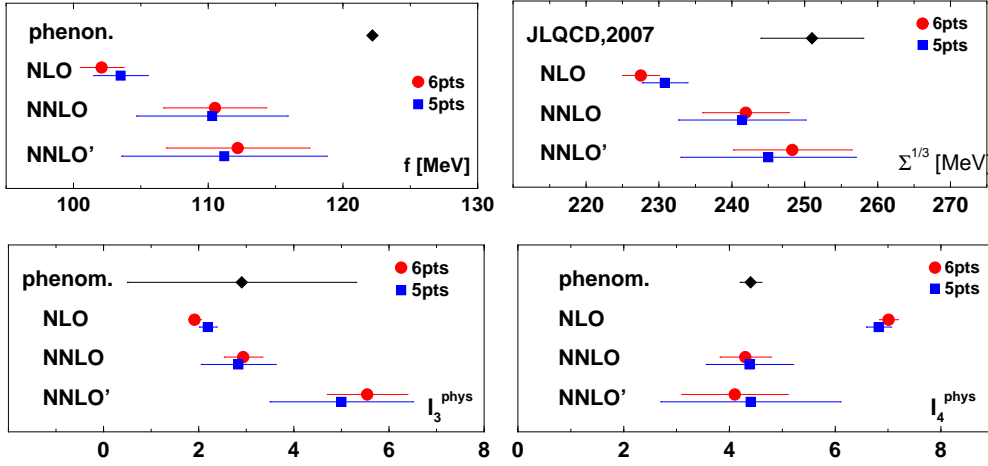 phenon.
NLO
NNLO
NNLO'
6pts
5pts
f [MeV]
100 110 120 130
JLQCD,2007
NLO
NNLO
NNLO'
6pts
5pts
Σ^1/3 [MeV]
220 230 240 250 260 270
phenom.
NLO
NNLO
NNLO'
6pts
5pts
l_3^phys
0 2 4 6 8
phenom.
NLO
NNLO
NNLO'
6pts
5pts
l_4^phys
0 2 4 6 8